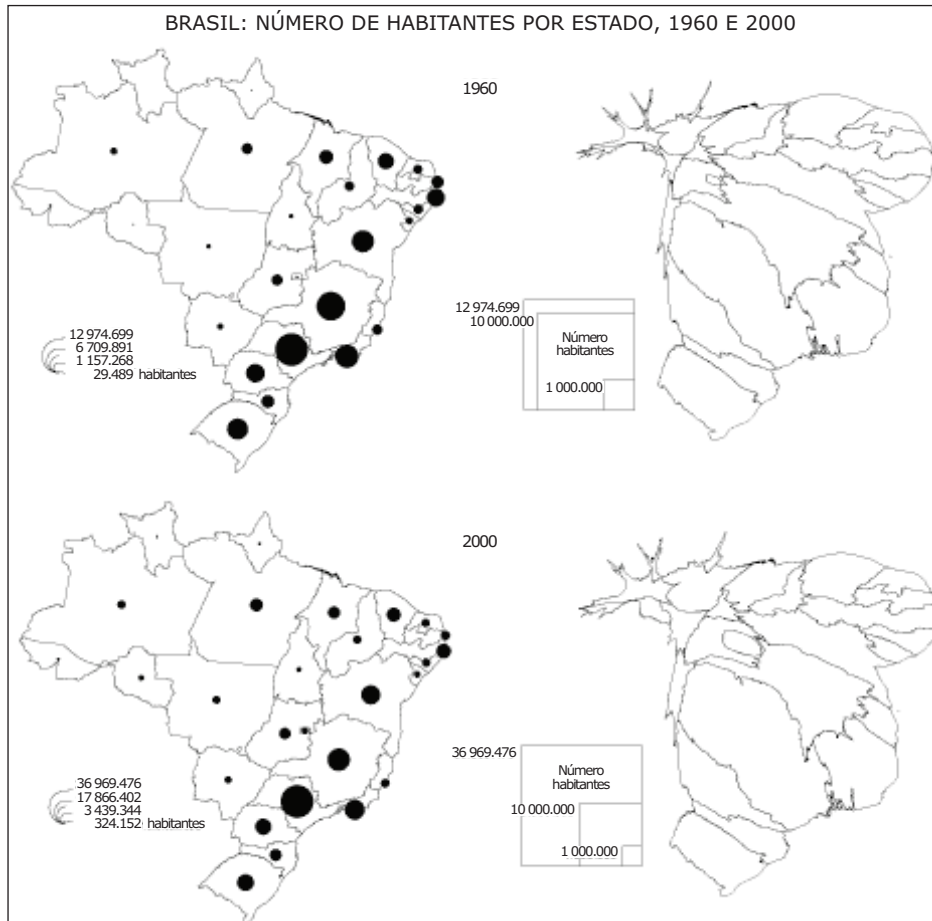 BRASIL: NÚMERO DE HABITANTES POR ESTADO, 1960 E 2000
1960
12 974.699
6 709.891
1 157.268
29.489 habitantes
12 974.699
10 000.000
Número
habitantes
1 000.000
2000
36 969.476
17 866.402
3 439.344
324.152 habitantes
36 969.476
Número
habitantes
10 000.000
1 000.000